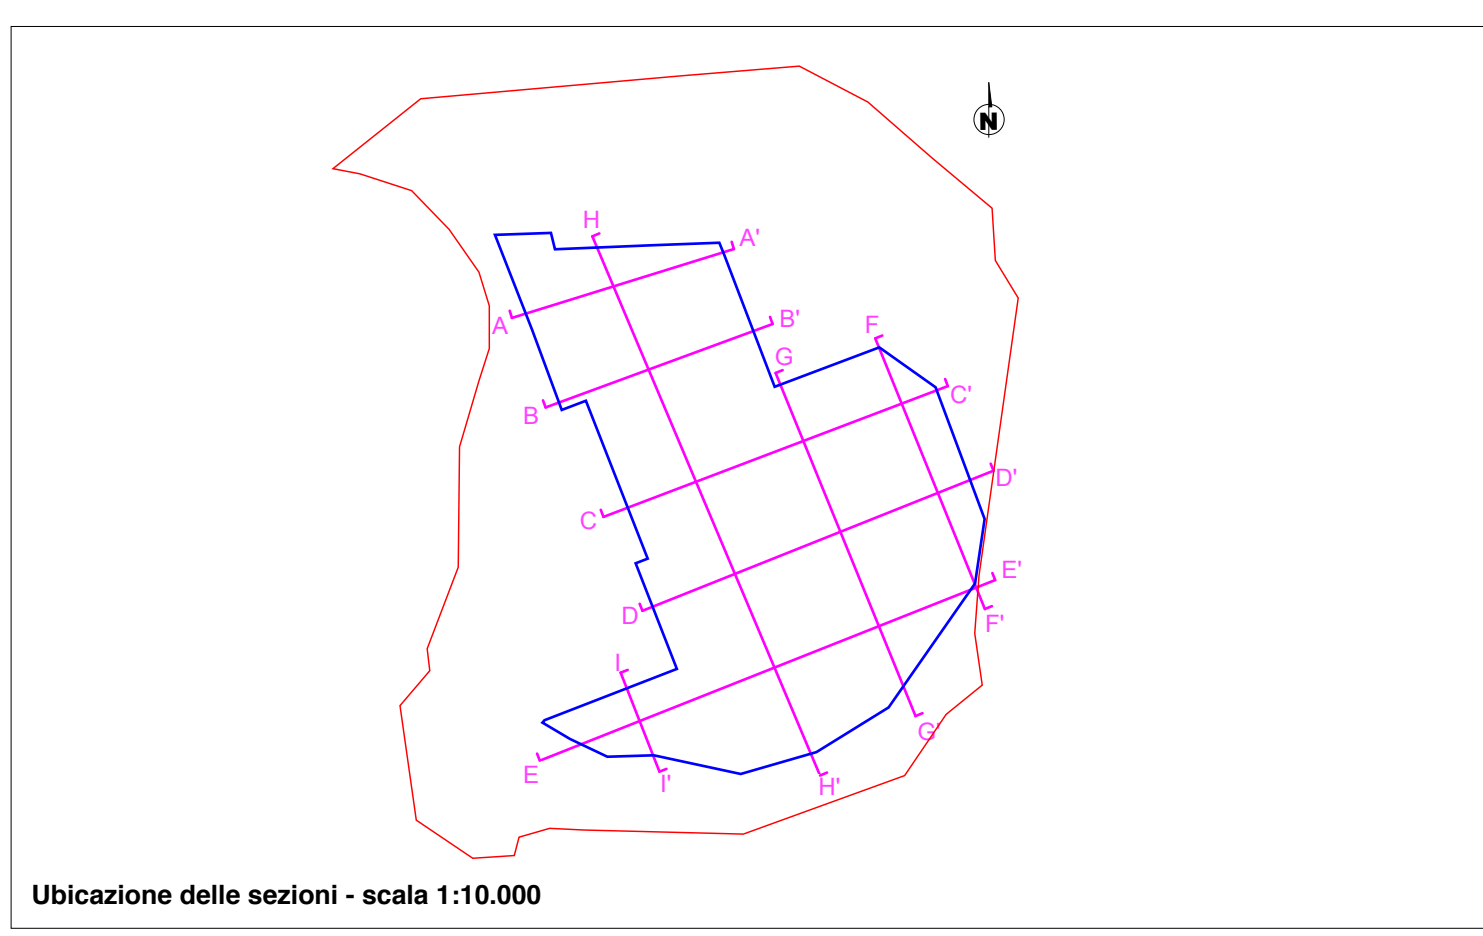 N
H
A'
A
B'
F
G
C'
B
D'
C
E'
D
F'
I
G'
E
I'
H'
Ubicazione delle sezioni - scala 1:10.000